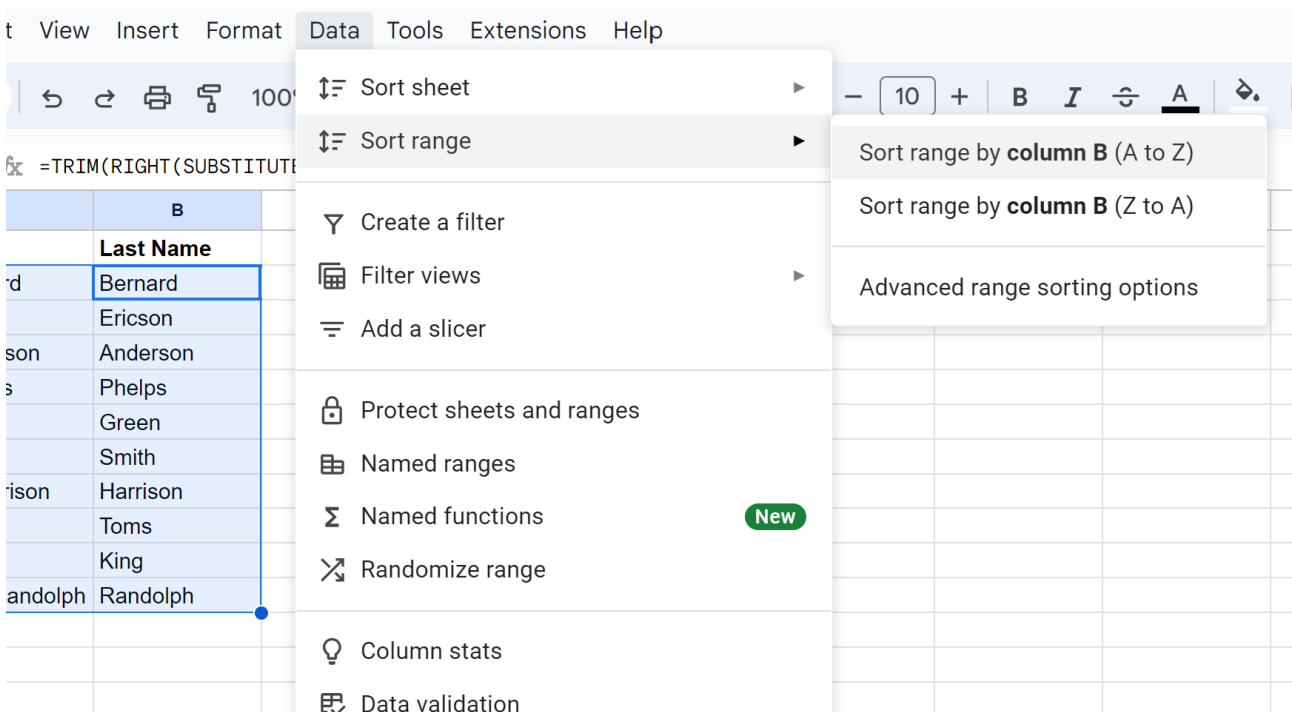 t View Insert Format Data Tools Extensions Help
100%
10
B I S A
Sort sheet
Sort range
Sort range by column B (A to Z)
Sort range by column B (Z to A)
Advanced range sorting options
fx =TRIM(RIGHT(SUBSTITUTE
B
Last Name
rd Bernard
Ericson
son Anderson
s Phelps
Green
Smith
rison Harrison
Toms
King
andolph Randolph
Create a filter
Filter views
Add a slicer
Protect sheets and ranges
Named ranges
Named functions New
Randomize range
Column stats
Data validation